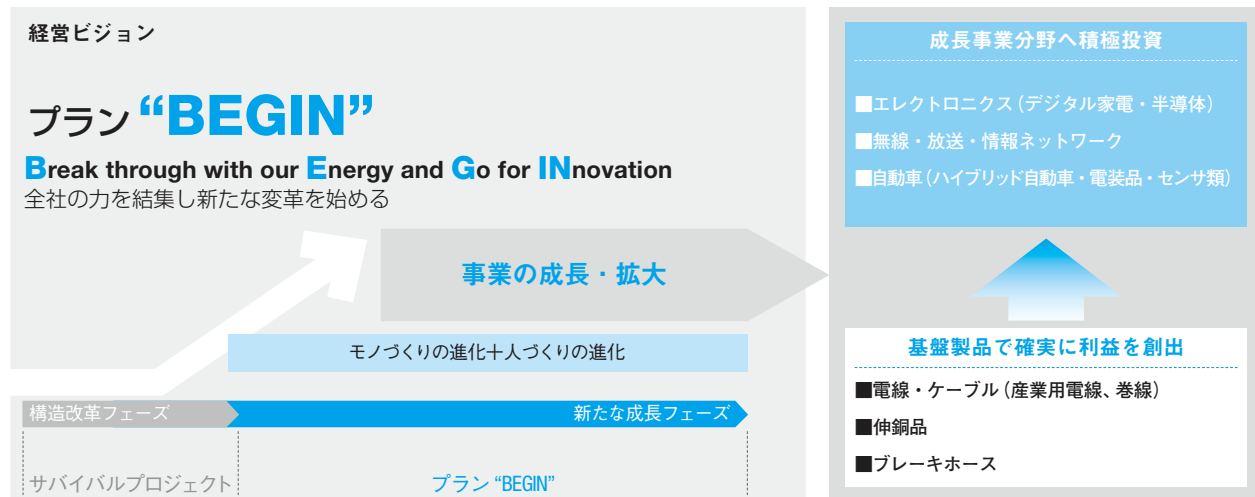 経営ビジョン
プラン“BEGIN”
Break through with our Energy and Go for INnovation
全社の力を結集し新たな変革を始める
事業の成長・拡大
モノづくりの進化＋人づくりの進化
構造改革フェーズ
新たな成長フェーズ
サバイバルプロジェクト
プラン“BEGIN”
成長事業分野へ積極投資
■エレクトロニクス（デジタル家電・半導体）
■無線・放送・情報ネットワーク
■自動車（ハイブリッド自動車・電装品・センサ類）
基盤製品で確実に利益を創出
■電線・ケーブル（産業用電線、巻線）
■伸銅品
■ブレーキホース